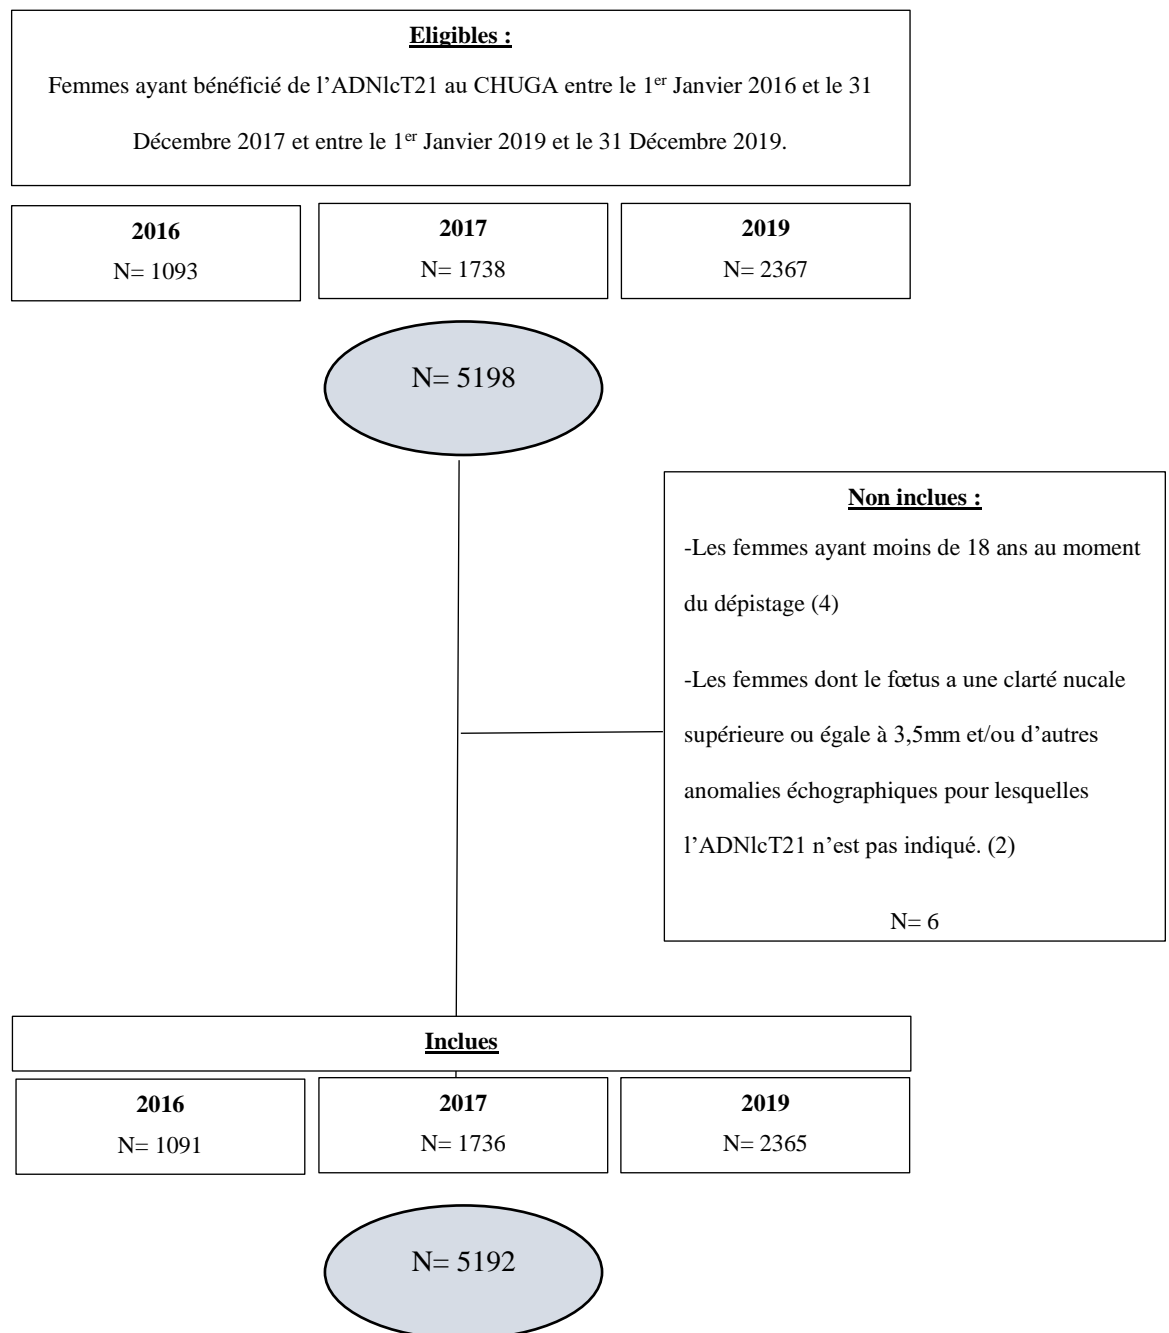 Eligibles :
Femmes ayant bénéficié de l’ADNlcT21 au CHUGA entre le 1er Janvier 2016 et le 31
Décembre 2017 et entre le 1er Janvier 2019 et le 31 Décembre 2019.
2016
N= 1093
2017
N= 1738
2019
N= 2367
N= 5198
Non inclues :
-Les femmes ayant moins de 18 ans au moment
du dépistage (4)
-Les femmes dont le fœtus a une clarté nucale
supérieure ou égale à 3,5mm et/ou d’autres
anomalies échographiques pour lesquelles
l’ADNlcT21 n’est pas indiqué. (2)
N= 6
Inclues
2016
N= 1091
2017
N= 1736
2019
N= 2365
N= 5192